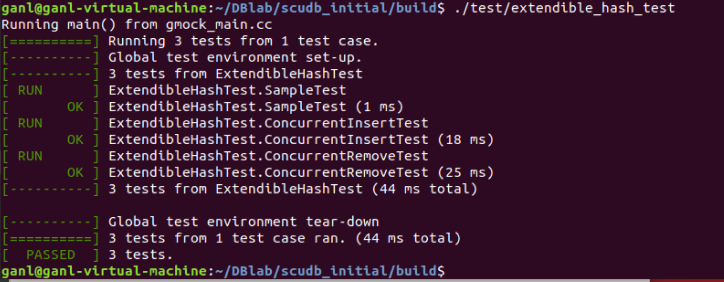 ganl@ganl-virtual-machine:~/DBlab/scudb_initial/build$ ./test/extendible_hash_test
Running main() from gmock_main.cc
[==========] Running 3 tests from 1 test case.
[----------] Global test environment set-up.
[----------] 3 tests from ExtendibleHashTest
[ RUN      ] ExtendibleHashTest.SampleTest
[       OK ] ExtendibleHashTest.SampleTest (1 ms)
[ RUN      ] ExtendibleHashTest.ConcurrentInsertTest
[       OK ] ExtendibleHashTest.ConcurrentInsertTest (18 ms)
[ RUN      ] ExtendibleHashTest.ConcurrentRemoveTest
[       OK ] ExtendibleHashTest.ConcurrentRemoveTest (25 ms)
[----------] 3 tests from ExtendibleHashTest (44 ms total)
[----------] Global test environment tear-down
[==========] 3 tests from 1 test case ran. (44 ms total)
[  PASSED  ] 3 tests.
ganl@ganl-virtual-machine:~/DBlab/scudb_initial/build$